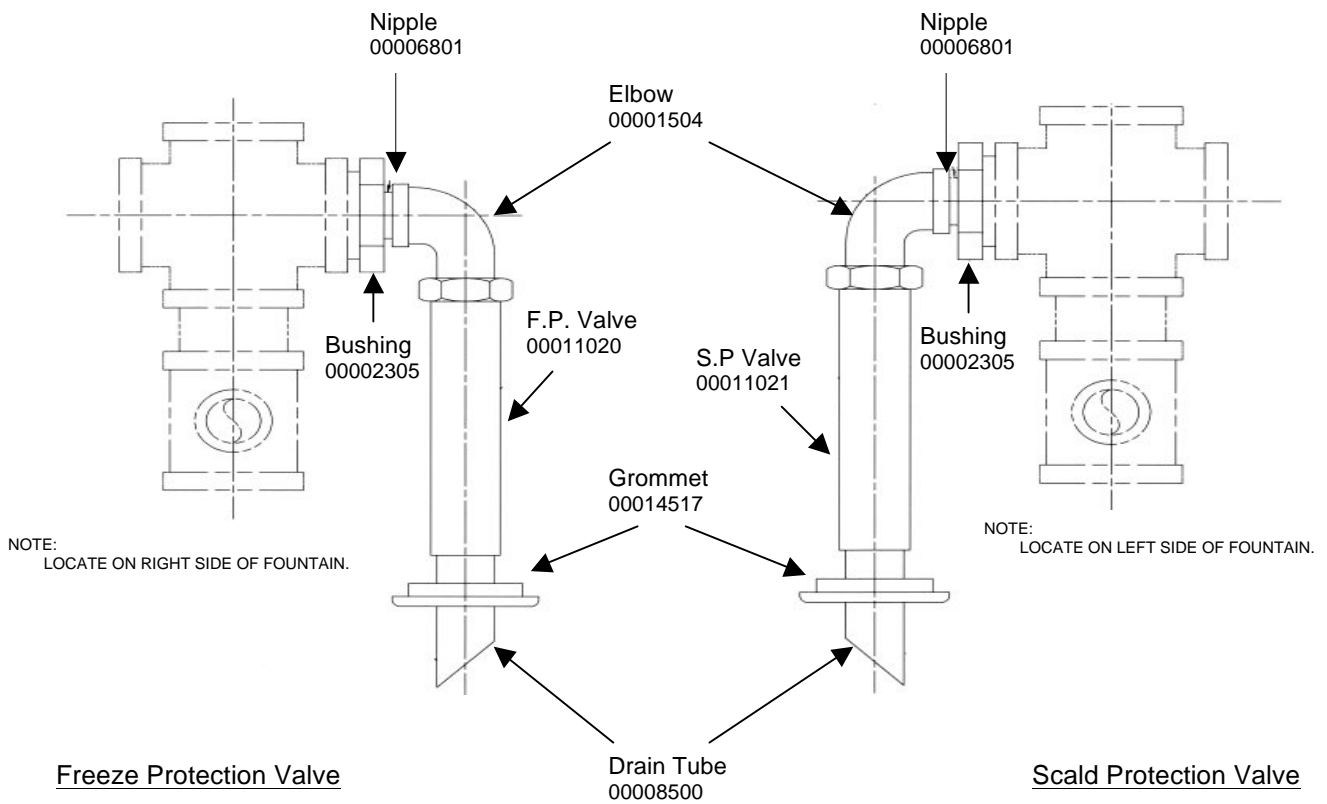 Nipple
00006801
Nipple
00006801
Elbow
00001504
F.P. Valve
00011020
Bushing
00002305
Bushing
00002305
S.P Valve
00011021
Grommet
00014517
NOTE:
LOCATE ON RIGHT SIDE OF FOUNTAIN.
NOTE:
LOCATE ON LEFT SIDE OF FOUNTAIN.
Freeze Protection Valve
Drain Tube
00008500
Scald Protection Valve